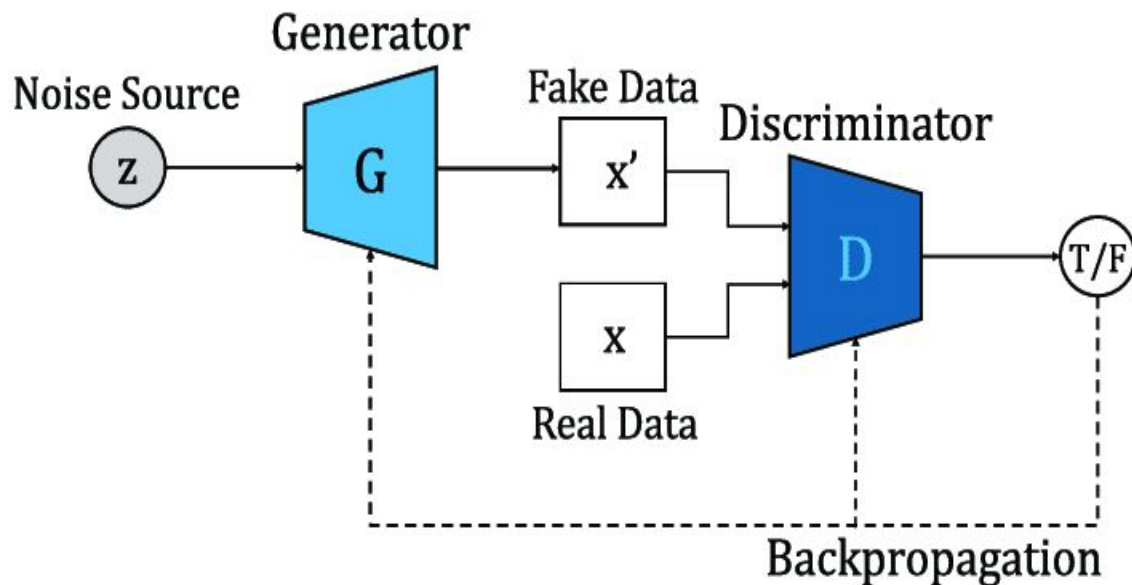 Generator
Noise Source
Fake Data
Discriminator
z
G
x’
D
T/F
x
Real Data
Backpropagation